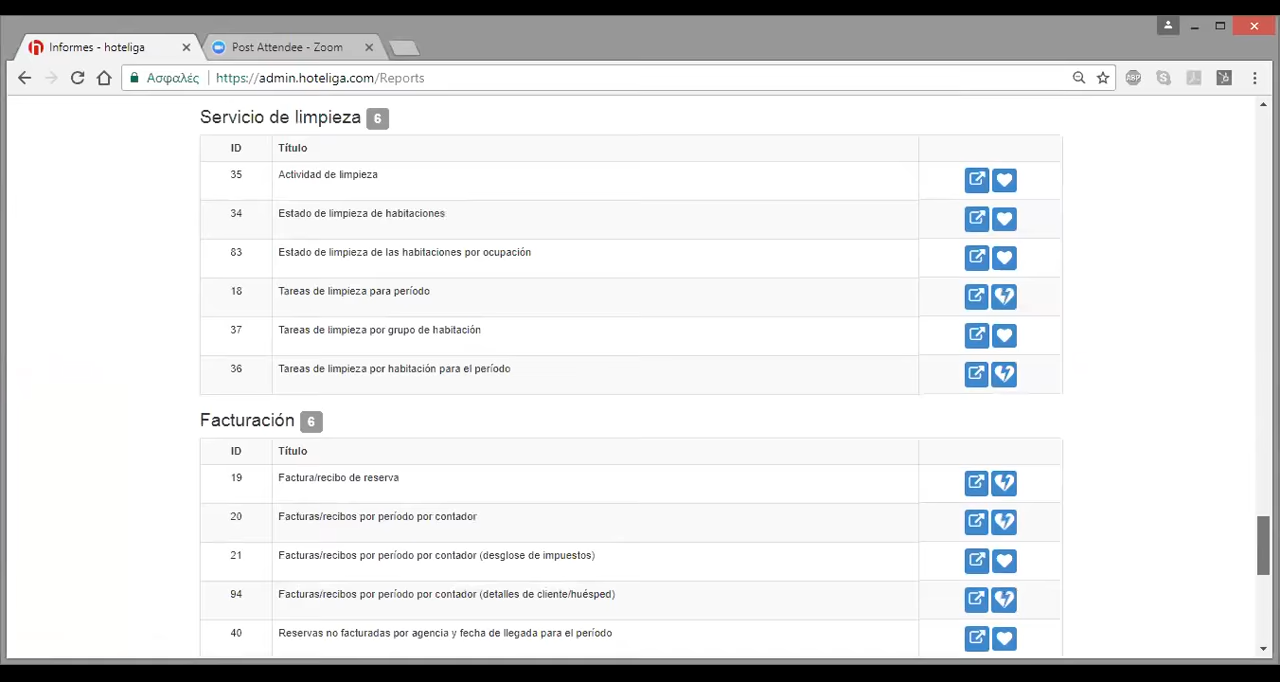 Informes - hoteliga
Post Attendee - Zoom
Ασφαλές https://admin.hoteliga.com/Reports
ABP
Servicio de limpieza 6
ID Título
35 Actividad de limpieza
34 Estado de limpieza de habitaciones
83 Estado de limpieza de las habitaciones por ocupación
18 Tareas de limpieza para período
37 Tareas de limpieza por grupo de habitación
36 Tareas de limpieza por habitación para el período
Facturación 6
ID Título
19 Factura/recibo de reserva
20 Facturas/recibos por período por contador
21 Facturas/recibos por período por contador (desglose de impuestos)
94 Facturas/recibos por período por contador (detalles de cliente/huésped)
40 Reservas no facturadas por agencia y fecha de llegada para el período